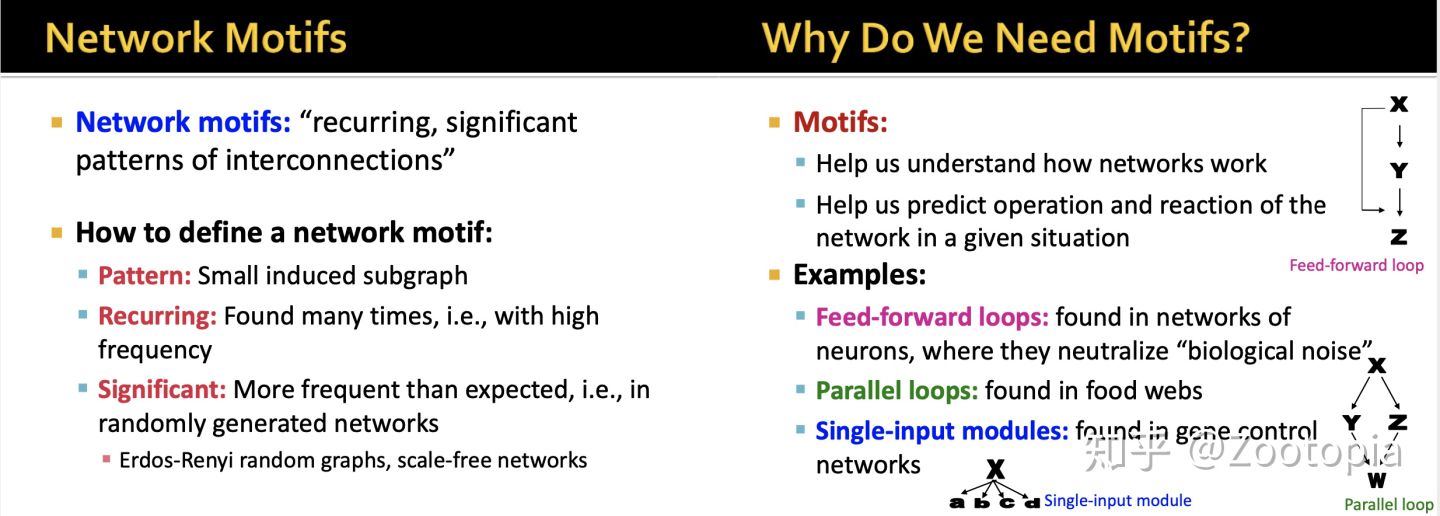 Network Motifs
Network motifs: “recurring, significant
patterns of interconnections”
How to define a network motif:
Pattern: Small induced subgraph
Recurring: Found many times, i.e., with high
frequency
Significant: More frequent than expected, i.e., in
randomly generated networks
Erdos-Renyi random graphs, scale-free networks
Why Do We Need Motifs?
Motifs:
Help us understand how networks work
Help us predict operation and reaction of the
network in a given situation
Examples:
Feed-forward loops: found in networks of
neurons, where they neutralize “biological noise”
Parallel loops: found in food webs
Single-input modules: found in gene control
networks
X
Y
Z
Feed-forward loop
X
Y Z
W
Parallel loop
X
a b c d
Single-input module
知乎 @Zootopia